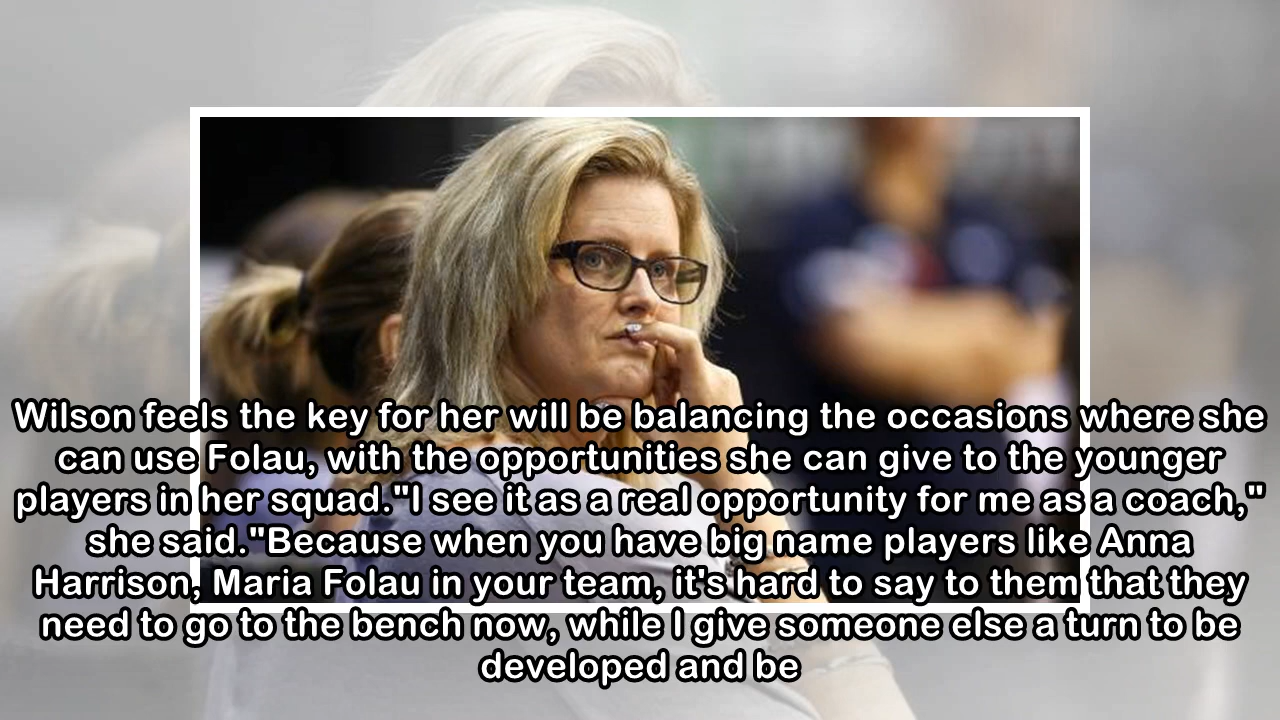 Wilson feels the key for her will be balancing the occasions where she
can use Folau, with the opportunities she can give to the younger
players in her squad."I see it as a real opportunity for me as a coach,"
she said."Because when you have big name players like Anna
Harrison, Maria Folau in your team, it's hard to say to them that they
need to go to the bench now, while I give someone else a turn to be
developed and be